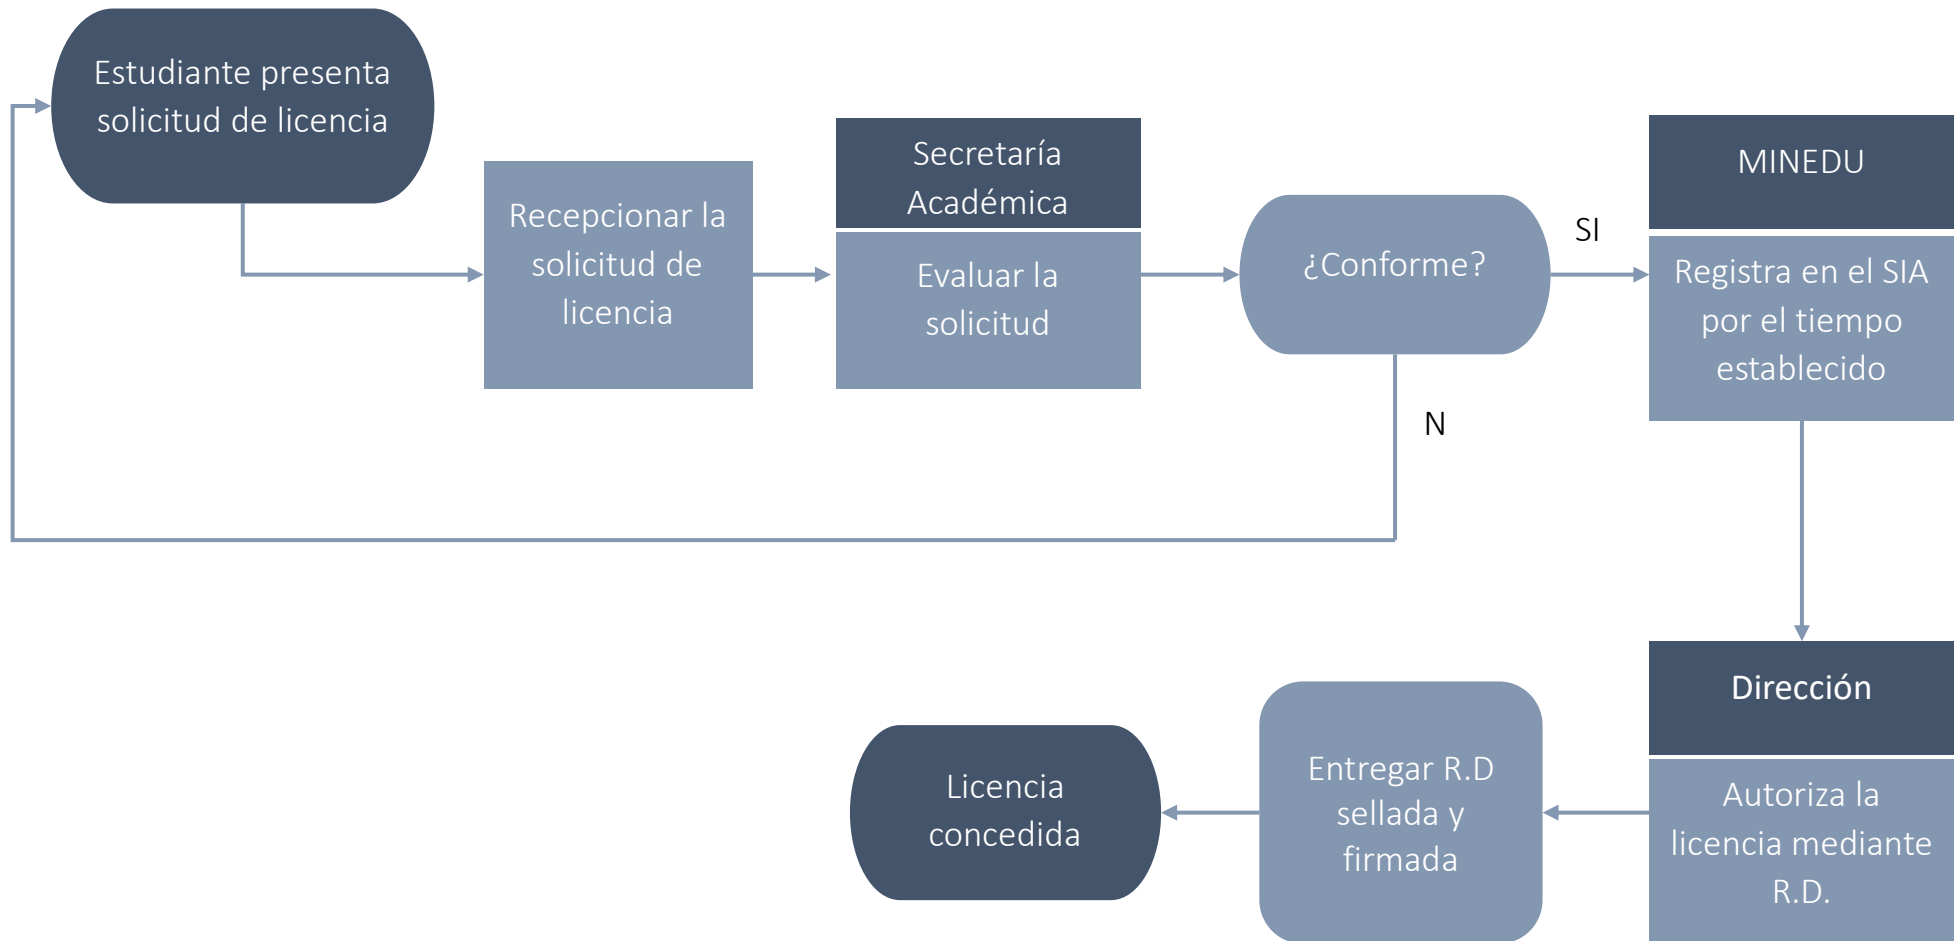 Estudiante presenta
solicitud de licencia
Recepcionar la
solicitud de
licencia
Secretaría
Académica
Evaluar la
solicitud
¿Conforme?
SI
N
MINEDU
Registra en el SIA
por el tiempo
establecido
Dirección
Autoriza la
licencia mediante
R.D.
Entregar R.D
sellada y
firmada
Licencia
concedida